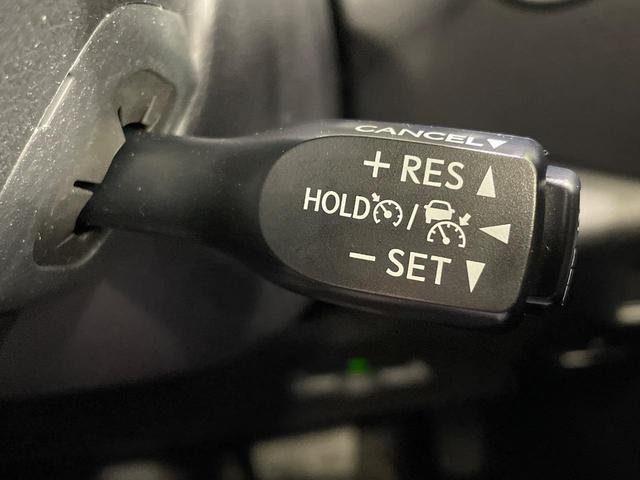 CANCEL▼
+ RES ▲
HOLD / ◀
− SET ▼